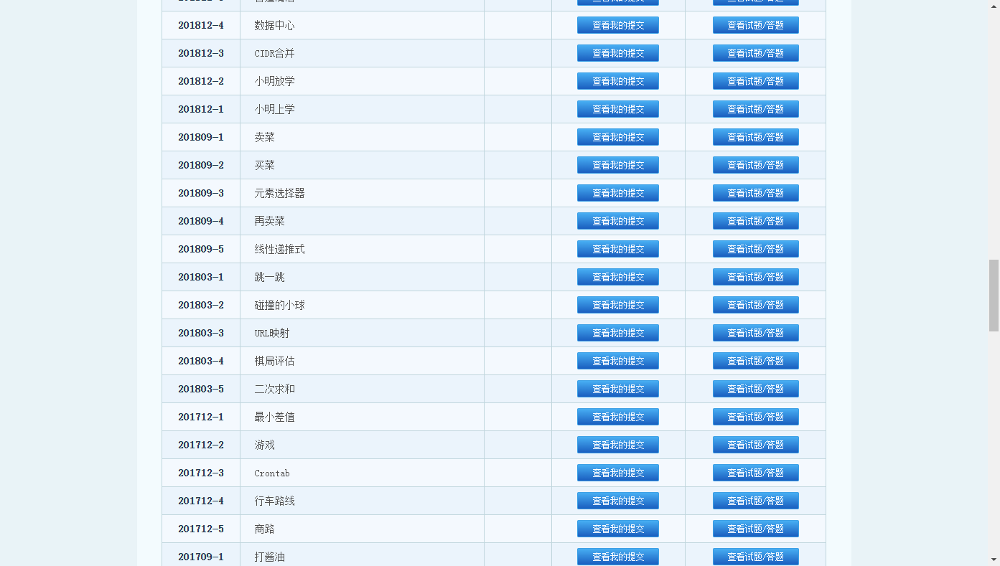 201812-4 数据中心 查看我的提交 查看试题/答题
201812-3 CIDR合并 查看我的提交 查看试题/答题
201812-2 小明放学 查看我的提交 查看试题/答题
201812-1 小明上学 查看我的提交 查看试题/答题
201809-1 卖菜 查看我的提交 查看试题/答题
201809-2 买菜 查看我的提交 查看试题/答题
201809-3 元素选择器 查看我的提交 查看试题/答题
201809-4 再卖菜 查看我的提交 查看试题/答题
201809-5 线性递推式 查看我的提交 查看试题/答题
201803-1 跳一跳 查看我的提交 查看试题/答题
201803-2 碰撞的小球 查看我的提交 查看试题/答题
201803-3 URL映射 查看我的提交 查看试题/答题
201803-4 棋局评估 查看我的提交 查看试题/答题
201803-5 二次求和 查看我的提交 查看试题/答题
201712-1 最小差值 查看我的提交 查看试题/答题
201712-2 游戏 查看我的提交 查看试题/答题
201712-3 Crontab 查看我的提交 查看试题/答题
201712-4 行车路线 查看我的提交 查看试题/答题
201712-5 商路 查看我的提交 查看试题/答题
201709-1 打酱油 查看我的提交 查看试题/答题